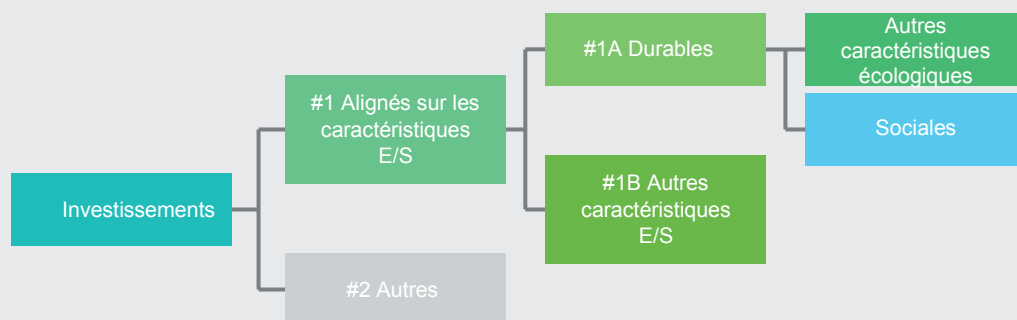 Investissements
#1 Alignés sur les
caractéristiques
E/S
#2 Autres
#1A Durables
#1B Autres
caractéristiques
E/S
Autres
caractéristiques
écologiques
Sociales